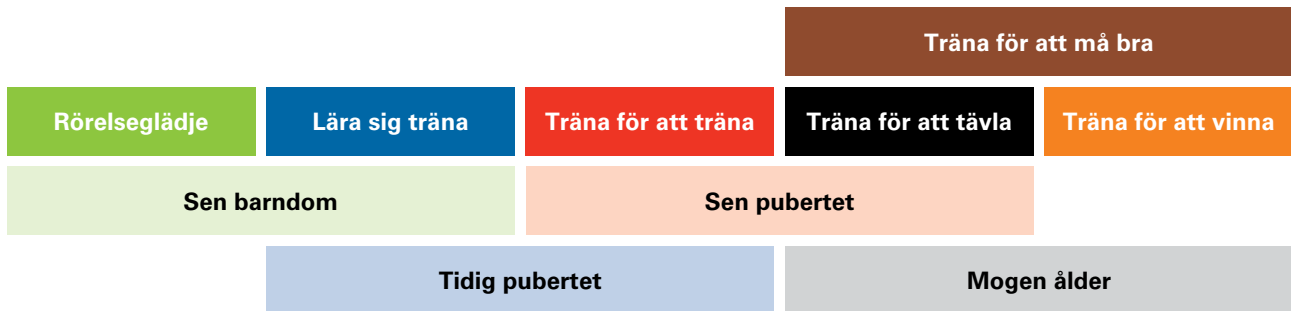 Träna för att må bra
Rörelseglädje
Lära sig träna
Träna för att träna
Träna för att tävla
Träna för att vinna
Sen barndom
Sen pubertet
Tidig pubertet
Mogen ålder